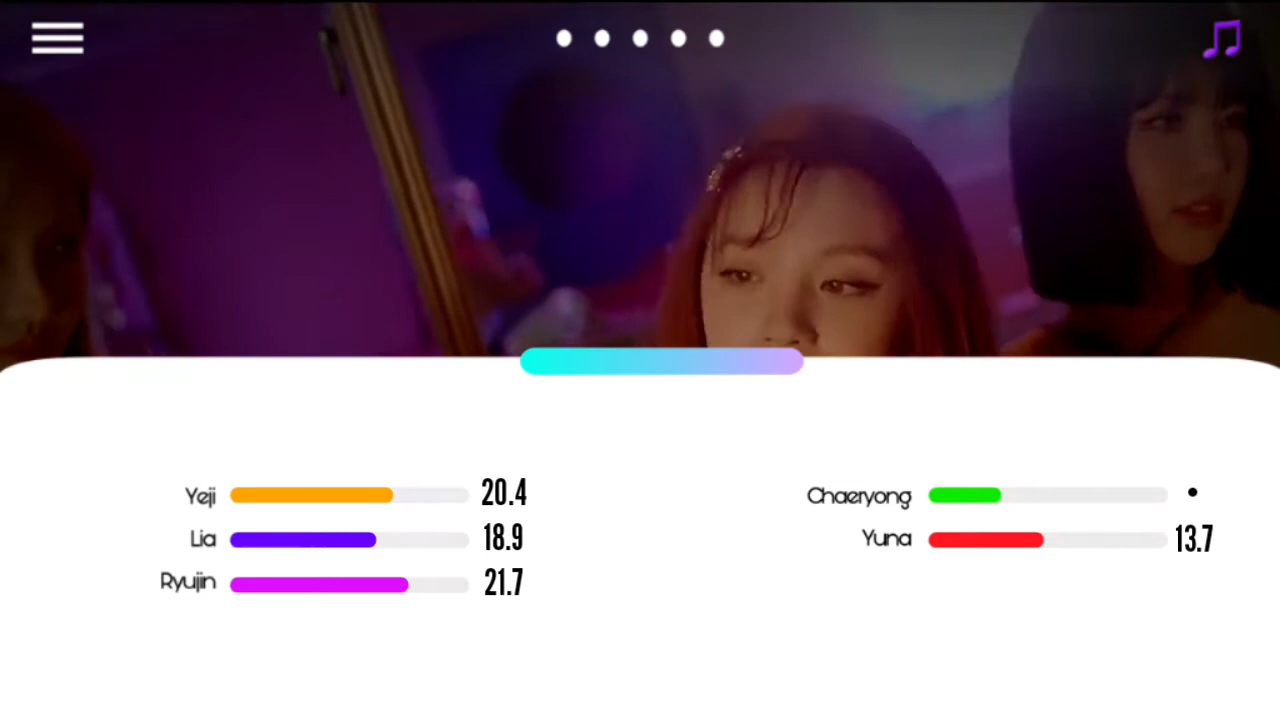 Yeji 20.4
Lia 18.9
Ryujin 21.7
Chaeryong •
Yuna 13.7